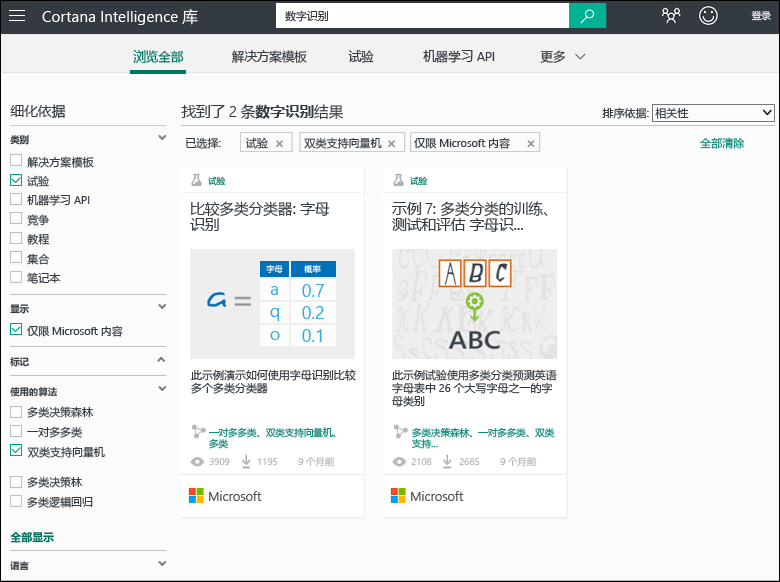 Cortana Intelligence 库
数字识别
登录
浏览全部
解决方案模板
试验
机器学习 API
更多
细化依据
类别
解决方案模板
试验
机器学习 API
竞争
教程
集合
笔记本
显示
仅限 Microsoft 内容
标记
使用的算法
多类决策森林
一对多多类
双类支持向量机
多类决策林
多类逻辑回归
全部显示
语言
找到了 2 条数字识别结果
排序依据:
相关性
已选择:
试验 ×
双类支持向量机 ×
仅限 Microsoft 内容 ×
全部清除
试验
比较多类分类器: 字母
识别
字母 概率
a = a 0.7
q 0.2
o 0.1
此示例演示如何使用字母识别比较
多个多类分类器
一对多多类、双类支持向量机、
多类
3909 1195 9 个月前
Microsoft
试验
示例 7: 多类分类的训练、
测试和评估 字母识...
A B C
ABC
此示例试验使用多类分类预测英语
字母表中 26 个大写字母之一的字
母类别
多类决策森林、一对多多类、双类
支持...
2108 2685 9 个月前
Microsoft